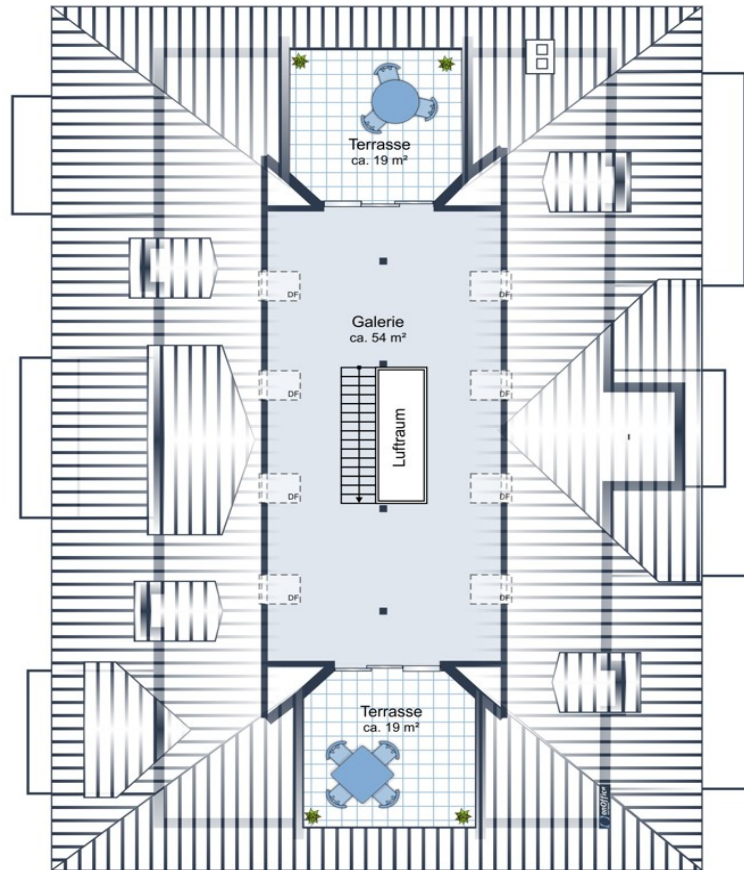 Terrasse
ca. 19 m²
DF
DF
Galerie
ca. 54 m²
DF
DF
Luftraum
DF
DF
DF
DF
Terrasse
ca. 19 m²
onOffice